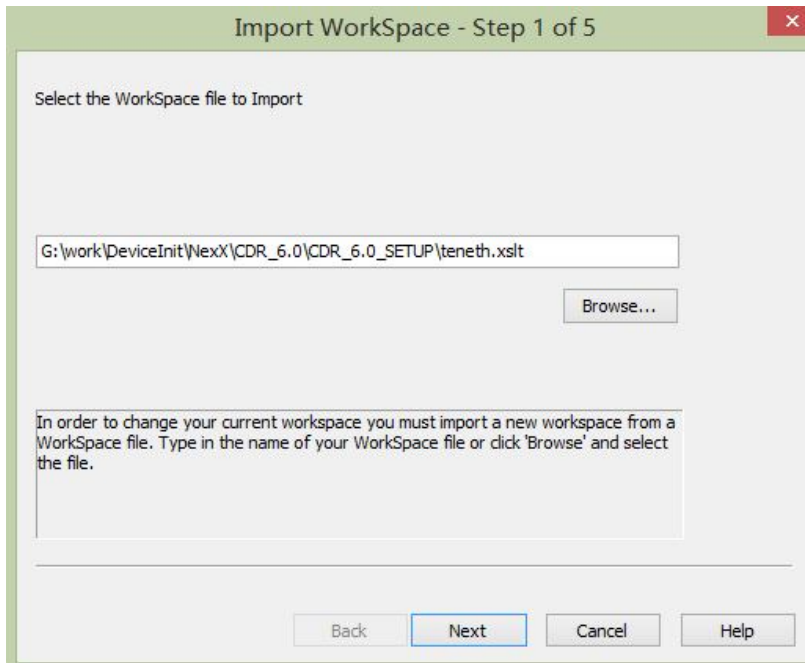 Import WorkSpace - Step 1 of 5
Select the WorkSpace file to Import
G:\work\DeviceInit\NexX\CDR_6.0\CDR_6.0_SETUP\teneth.xslt
Browse...
In order to change your current workspace you must import a new workspace from a
WorkSpace file. Type in the name of your WorkSpace file or click 'Browse' and select
the file.
Back Next Cancel Help